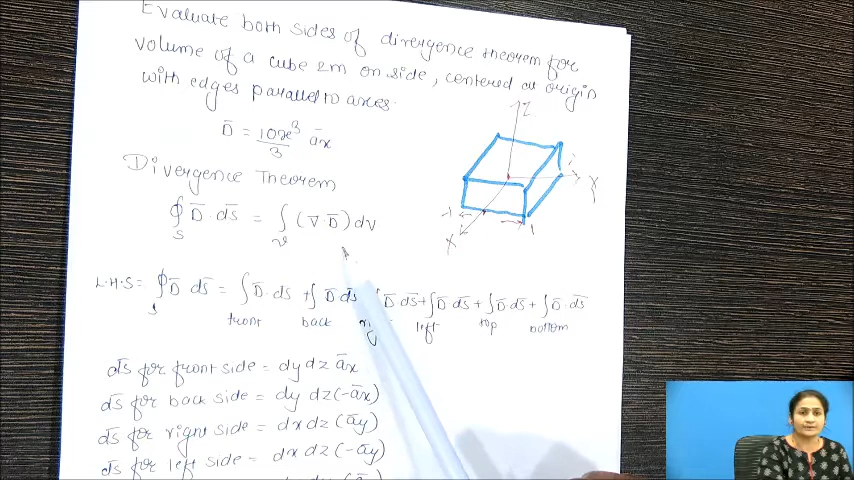 Evaluate both sides of divergence theorem for
volume of a cube 2m on side, centered at origin
with edges parallel to axes.
D̄ = 10x³/3 āx
Z
Divergence Theorem
∮s D̄ · ds̄ = ∫v (∇ · D̄) dv
X
L.H.S = ∮s D̄ ds̄ = ∫ D̄ · ds + ∫ D̄ ds̄ D̄ ds̄ + ∫ D̄ ds̄ + ∫ D̄ · ds̄ + ∫ D̄ · ds̄
front back left top bottom
ds̄ for front side = dy dz āx
ds̄ for back side = dy dz (-āx)
ds̄ for right side = dx dz (āy)
ds̄ for left side = dx dz (-āy)